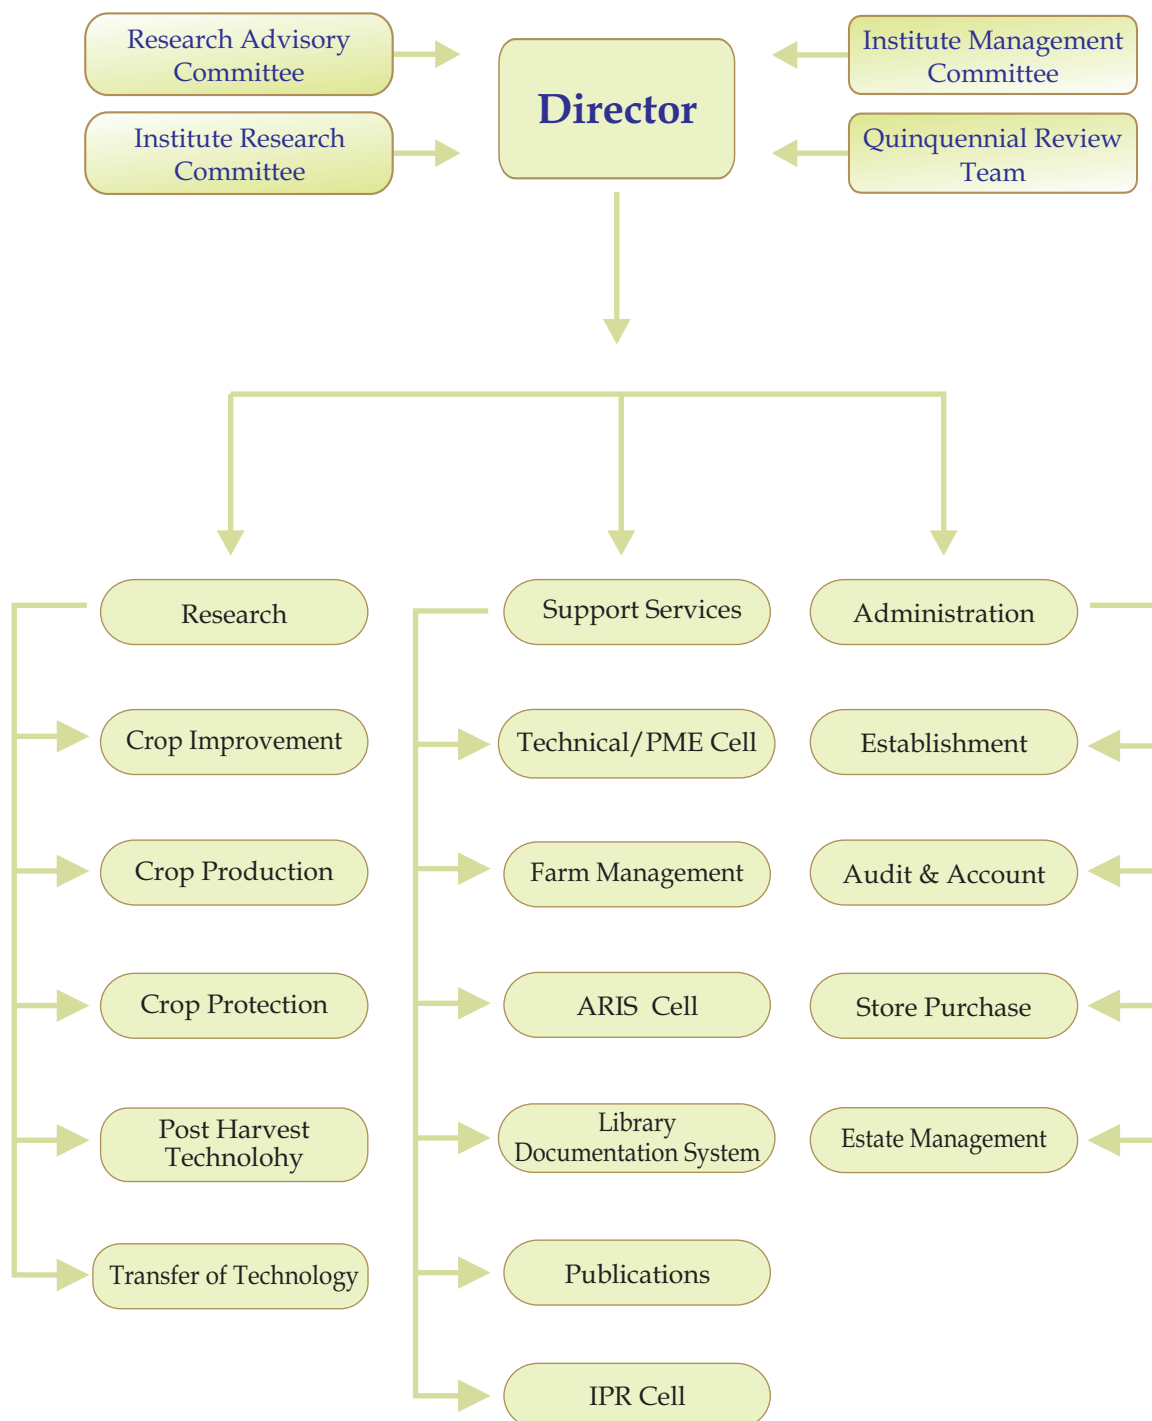 Research Advisory
Committee
Institute Research
Committee
Director
Institute Management
Committee
Quinquennial Review
Team
Research
Crop Improvement
Crop Production
Crop Protection
Post Harvest
Technolohy
Transfer of Technology
Support Services
Technical/PME Cell
Farm Management
ARIS Cell
Library
Documentation System
Publications
IPR Cell
Administration
Establishment
Audit & Account
Store Purchase
Estate Management